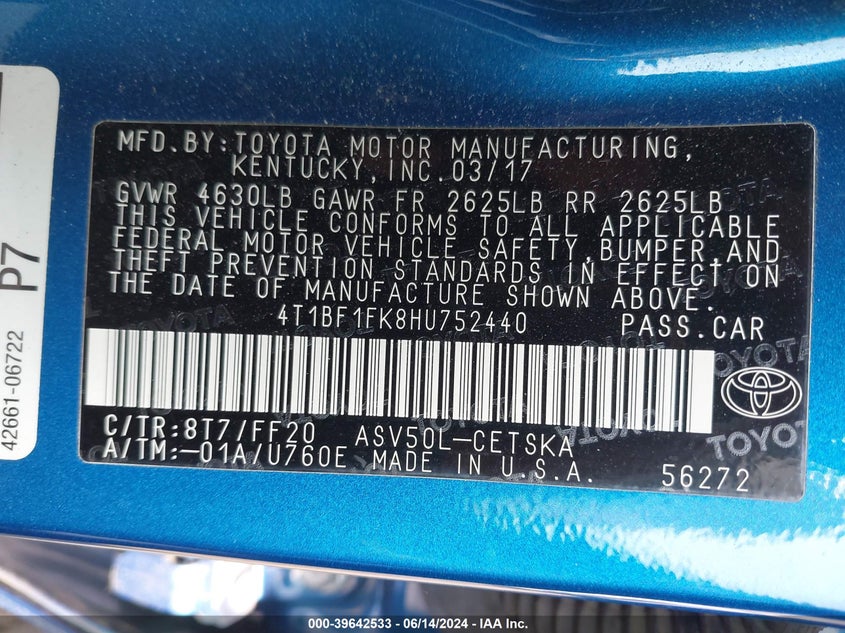 MFD.BY:TOYOTA MOTOR MANUFACTURING,
KENTUCKY,INC.03/17
GVWR 4630LB GAWR FR 2625LB RR 2625LB
THIS VEHICLE CONFORMS TO ALL APPLICABLE
FEDERAL MOTOR VEHICLE SAFETY,BUMPER,AND
THEFT PREVENTION STANDARDS IN EFFECT ON
THE DATE OF MANUFACTURE SHOWN ABOVE.
4T1BF1FK8HU752440 PASS.CAR
C/TR:8T7/FF20 ASV50L-CETSKA
A/TM:-01A/U760E MADE IN U.S.A. 56272
TOYOTA
P7
42661-06722
000-39642533 - 06/14/2024 - IAA Inc.